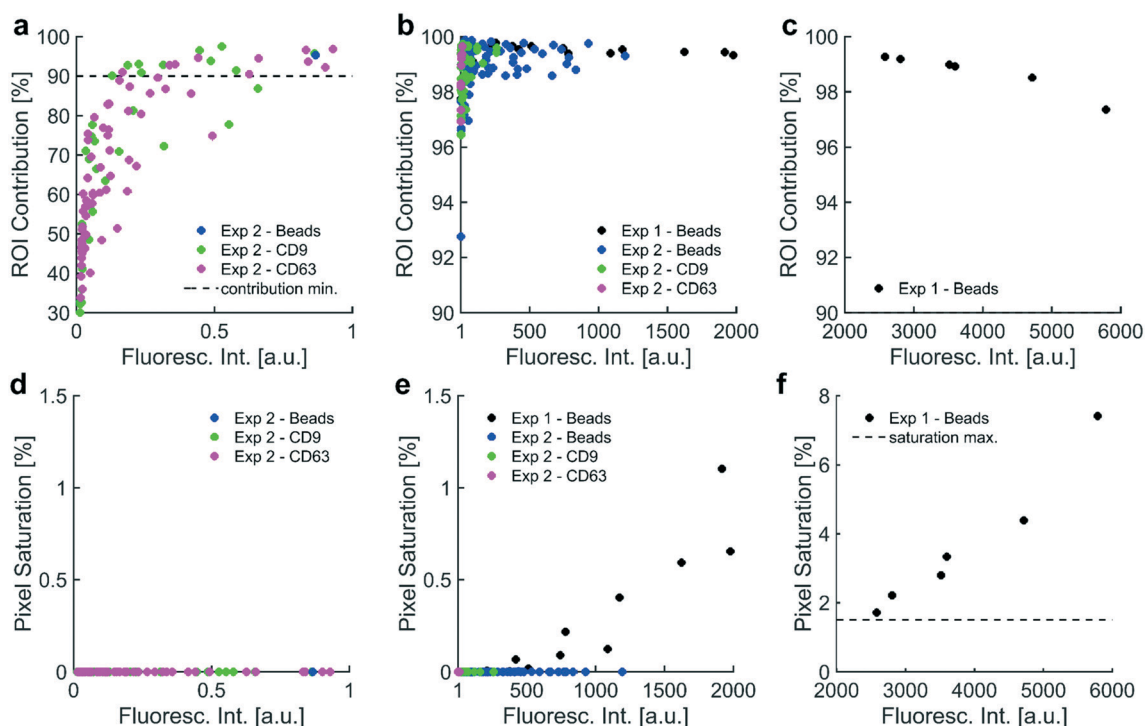 a
ROI Contribution [%]
100
90
80
70
60
50
40
30
Exp 2 - Beads
Exp 2 - CD9
Exp 2 - CD63
contribution min.
0
0.5
1
Fluoresc. Int. [a.u.]
b
ROI Contribution [%]
100
98
96
94
92
90
Exp 1 - Beads
Exp 2 - Beads
Exp 2 - CD9
Exp 2 - CD63
1
500
1000
1500
2000
Fluoresc. Int. [a.u.]
c
ROI Contribution [%]
100
98
96
94
92
90
Exp 1 - Beads
2000
3000
4000
5000
6000
Fluoresc. Int. [a.u.]
d
Pixel Saturation [%]
1.5
1
0.5
0
Exp 2 - Beads
Exp 2 - CD9
Exp 2 - CD63
0
0.5
1
Fluoresc. Int. [a.u.]
e
Pixel Saturation [%]
1.5
1
0.5
0
Exp 1 - Beads
Exp 2 - Beads
Exp 2 - CD9
Exp 2 - CD63
1
500
1000
1500
2000
Fluoresc. Int. [a.u.]
f
Pixel Saturation [%]
8
6
4
2
0
Exp 1 - Beads
saturation max.
2000
3000
4000
5000
6000
Fluoresc. Int. [a.u.]